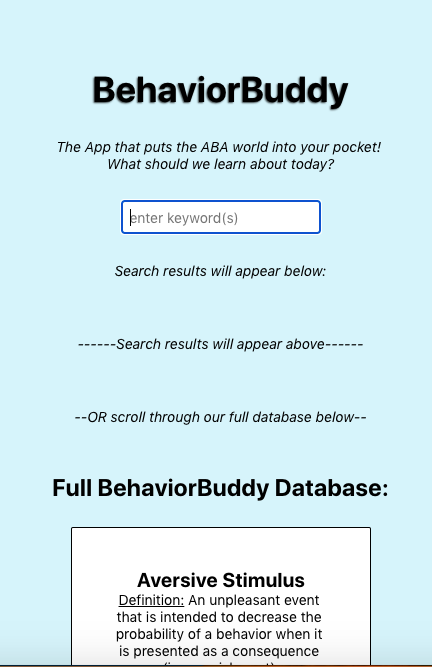 BehaviorBuddy
The App that puts the ABA world into your pocket!
What should we learn about today?
enter keyword(s)
Search results will appear below:
------Search results will appear above------
--OR scroll through our full database below--
Full BehaviorBuddy Database:
Aversive Stimulus
Definition: An unpleasant event
that is intended to decrease the
probability of a behavior when it
is presented as a consequence